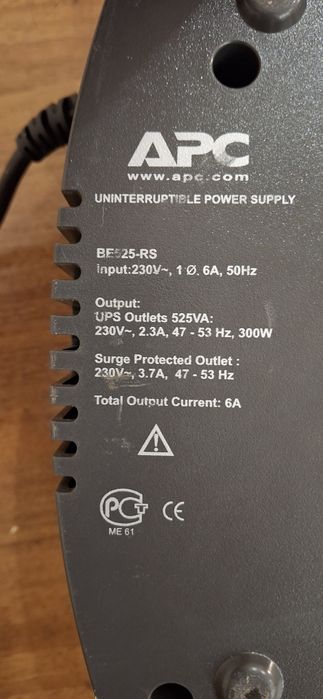 APC
www.apc.com
UNINTERRUPTIBLE POWER SUPPLY
BE525-RS
Input:230V~, 1 Ø, 6A, 50Hz
Output:
UPS Outlets 525VA:
230V~, 2.3A, 47 - 53 Hz, 300W
Surge Protected Outlet :
230V~, 3.7A, 47 - 53 Hz
Total Output Current: 6A
PCT CE
ME 61